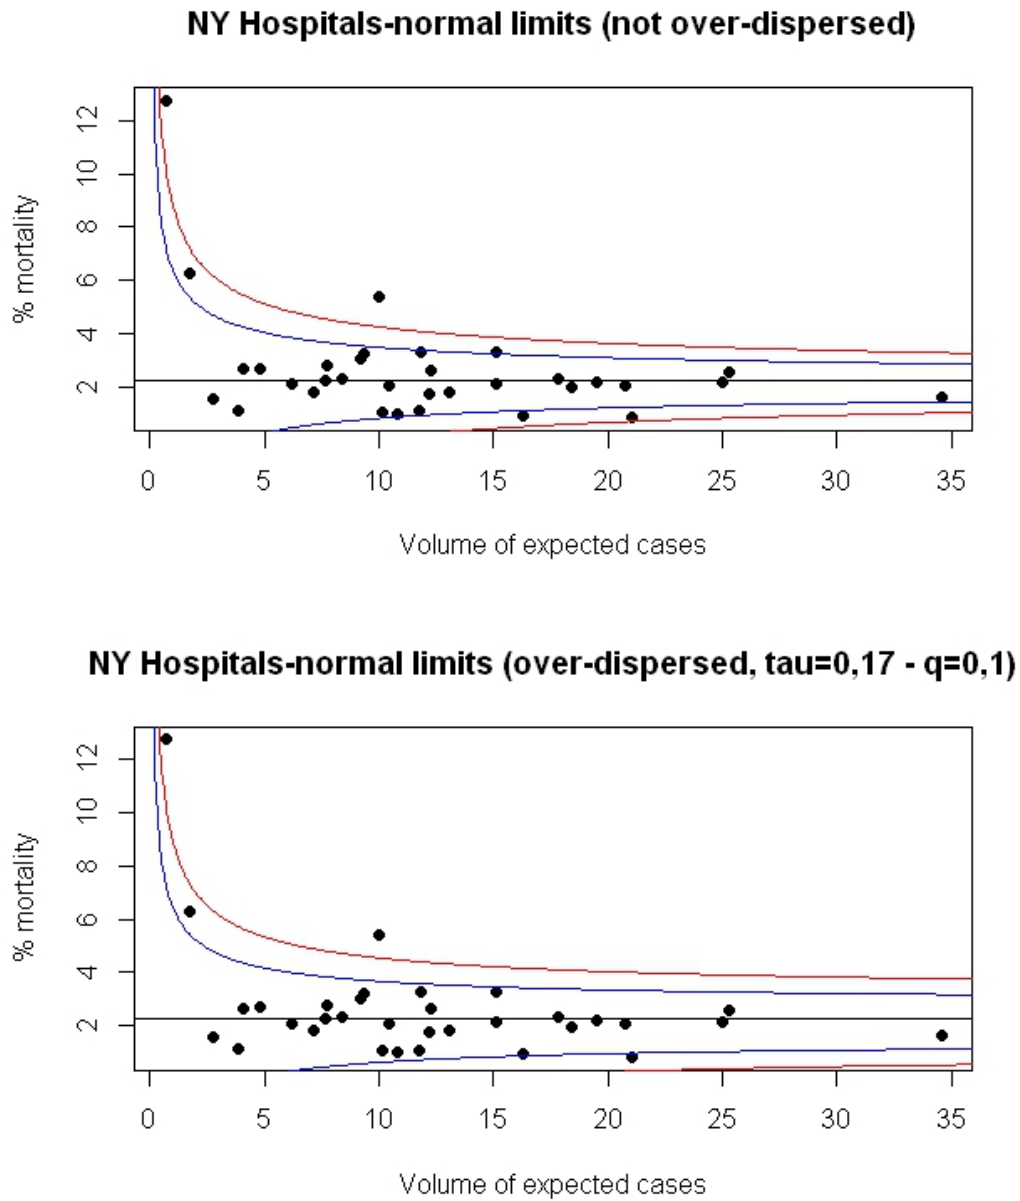 NY Hospitals-normal limits (not over-dispersed)
% mortality
12
10
8
6
4
2
0 5 10 15 20 25 30 35
Volume of expected cases
NY Hospitals-normal limits (over-dispersed, tau=0,17 - q=0,1)
% mortality
12
10
8
6
4
2
0 5 10 15 20 25 30 35
Volume of expected cases